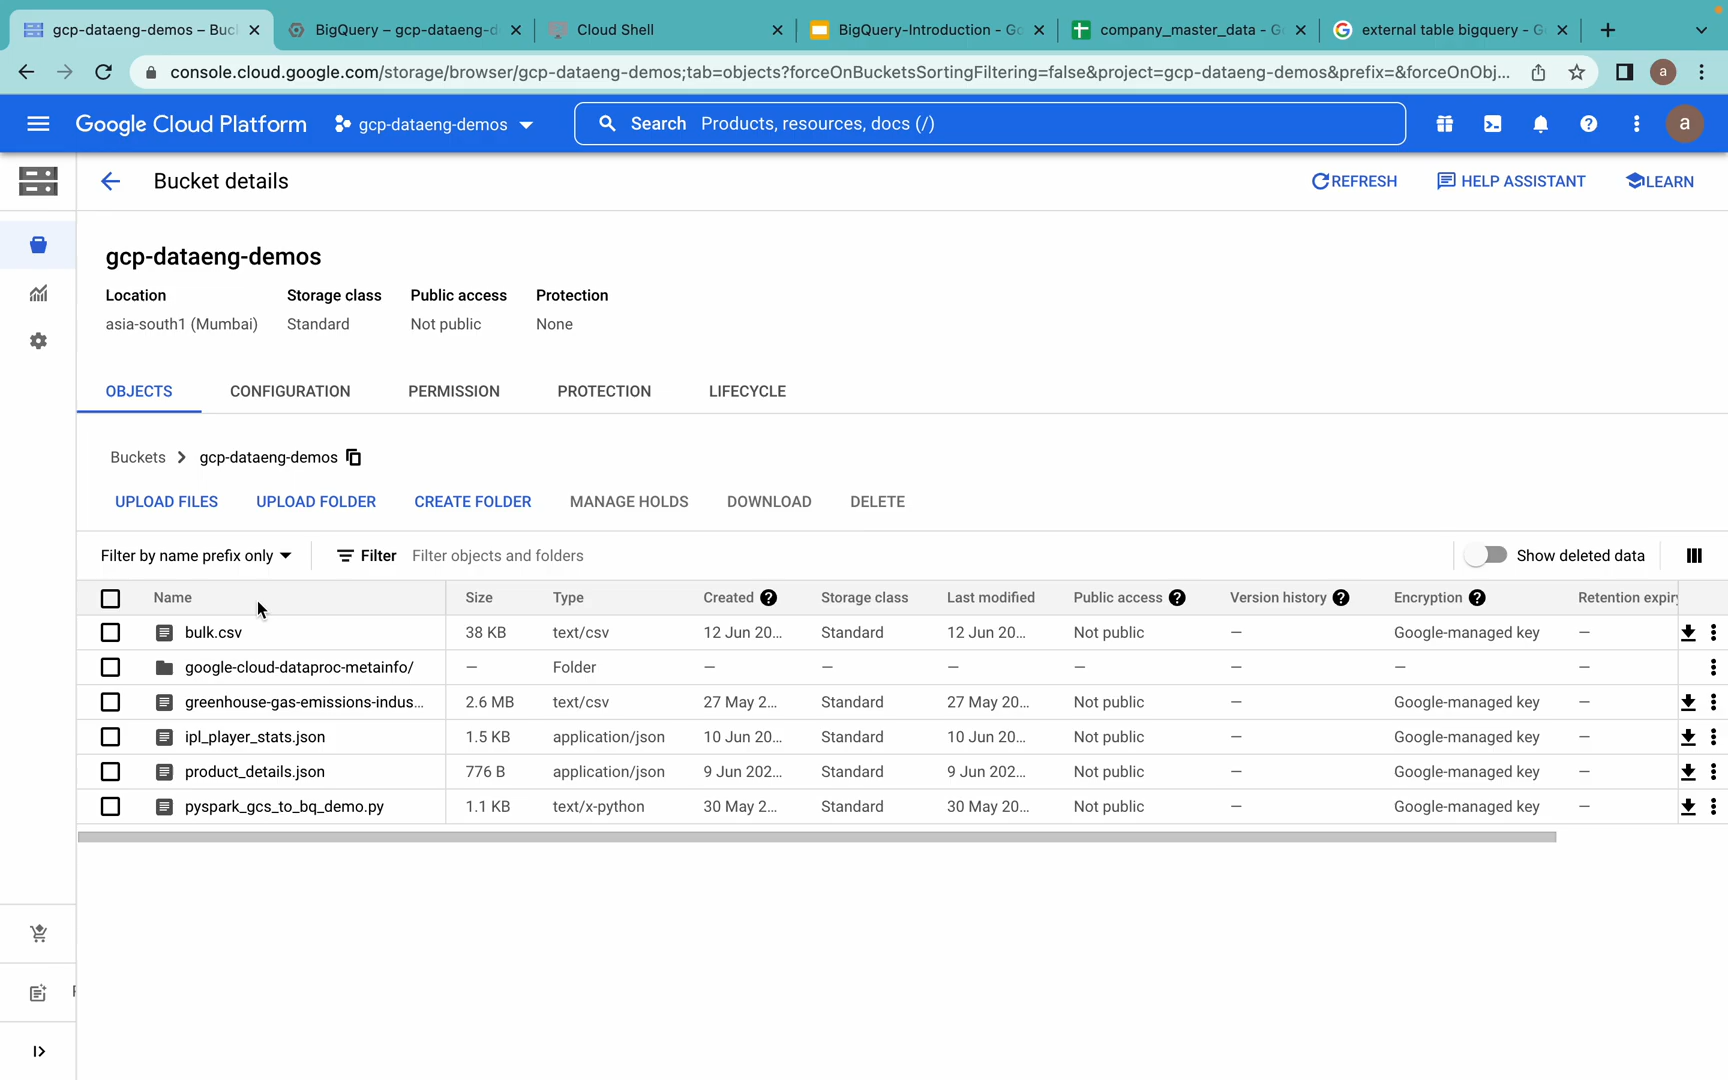 gcp-dataeng-demos – Buc
BigQuery – gcp-dataeng-d
Cloud Shell
BigQuery-Introduction - Go
company_master_data - G
external table bigquery - G
console.cloud.google.com/storage/browser/gcp-dataeng-demos;tab=objects?forceOnBucketsSortingFiltering=false&project=gcp-dataeng-demos&prefix=&forceOnObj...
a
Google Cloud Platform
gcp-dataeng-demos
Search Products, resources, docs (/)
a
Bucket details
REFRESH
HELP ASSISTANT
LEARN
gcp-dataeng-demos
Location Storage class Public access Protection
asia-south1 (Mumbai) Standard Not public None
OBJECTS CONFIGURATION PERMISSION PROTECTION LIFECYCLE
Buckets > gcp-dataeng-demos
UPLOAD FILES UPLOAD FOLDER CREATE FOLDER MANAGE HOLDS DOWNLOAD DELETE
Filter by name prefix only Filter Filter objects and folders Show deleted data
Name Size Type Created Storage class Last modified Public access Version history Encryption Retention expiry
bulk.csv 38 KB text/csv 12 Jun 20... Standard 12 Jun 20... Not public — Google-managed key —
google-cloud-dataproc-metainfo/ — Folder — — — — — — —
greenhouse-gas-emissions-indus... 2.6 MB text/csv 27 May 2... Standard 27 May 20... Not public — Google-managed key —
ipl_player_stats.json 1.5 KB application/json 10 Jun 20... Standard 10 Jun 20... Not public — Google-managed key —
product_details.json 776 B application/json 9 Jun 202... Standard 9 Jun 202... Not public — Google-managed key —
pyspark_gcs_to_bq_demo.py 1.1 KB text/x-python 30 May 2... Standard 30 May 20... Not public — Google-managed key —